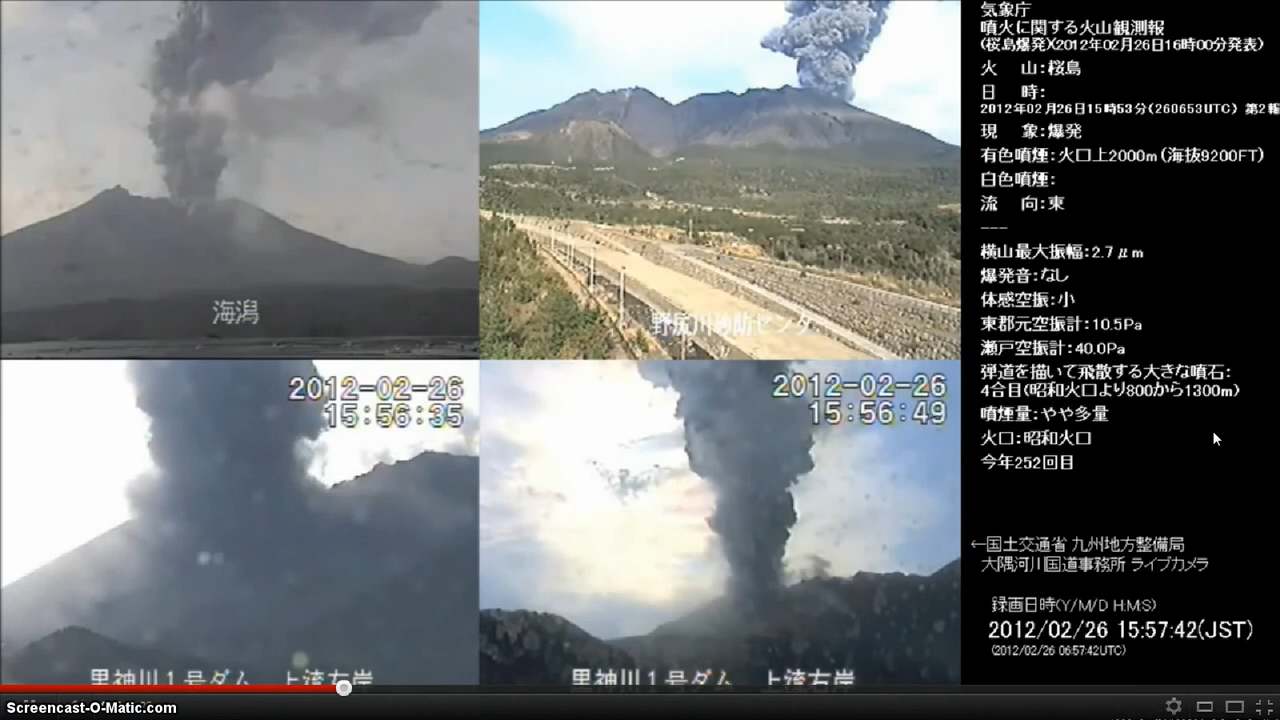 海潟
野尻川砂防センタ
2012-02-26
15:56:35
黒神川１号ダム 上流右岸
2012-02-26
15:56:49
黒神川１号ダム 上流右岸
気象庁
噴火に関する火山観測報
(桜島爆発)(2012年02月26日16時00分発表)
火 山:桜島
日 時:
2012年02月26日15時53分(260653UTC) 第2報
現 象:爆発
有色噴煙:火口上2000m(海抜9200FT)
白色噴煙:
流 向:東
---
横山最大振幅:2.7μm
爆発音:なし
体感空振:小
東郡元空振計:10.5Pa
瀬戸空振計:40.0Pa
弾道を描いて飛散する大きな噴石:
4合目(昭和火口より800から1300m)
噴煙量:やや多量
火口:昭和火口
今年252回目
←国土交通省 九州地方整備局
大隅河川国道事務所 ライブカメラ
録画日時(Y/M/D H:M:S)
2012/02/26 15:57:42(JST)
(2012/02/26 06:57:42UTC)
Screencast-O-Matic.com